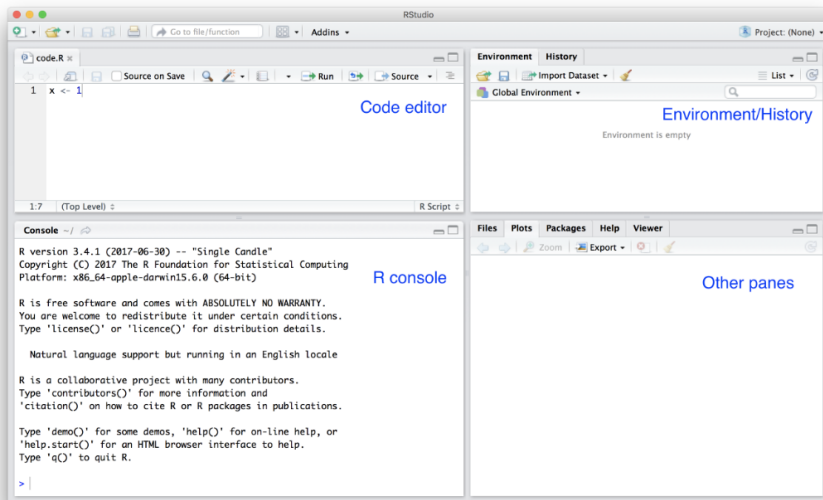 RStudio
Go to file/function
Addins
Project: (None)
code.R
Source on Save
Run
Source
1 x <- 1
Code editor
1:7 (Top Level)
R Script
Environment History
Import Dataset
List
Global Environment
Environment/History
Environment is empty
Console ~/
R version 3.4.1 (2017-06-30) -- "Single Candle"
Copyright (C) 2017 The R Foundation for Statistical Computing
Platform: x86_64-apple-darwin15.6.0 (64-bit)
R console
R is free software and comes with ABSOLUTELY NO WARRANTY.
You are welcome to redistribute it under certain conditions.
Type 'license()' or 'licence()' for distribution details.
Natural language support but running in an English locale
R is a collaborative project with many contributors.
Type 'contributors()' for more information and
'citation()' on how to cite R or R packages in publications.
Type 'demo()' for some demos, 'help()' for on-line help, or
'help.start()' for an HTML browser interface to help.
Type 'q()' to quit R.
>
Files Plots Packages Help Viewer
Zoom Export
Other panes